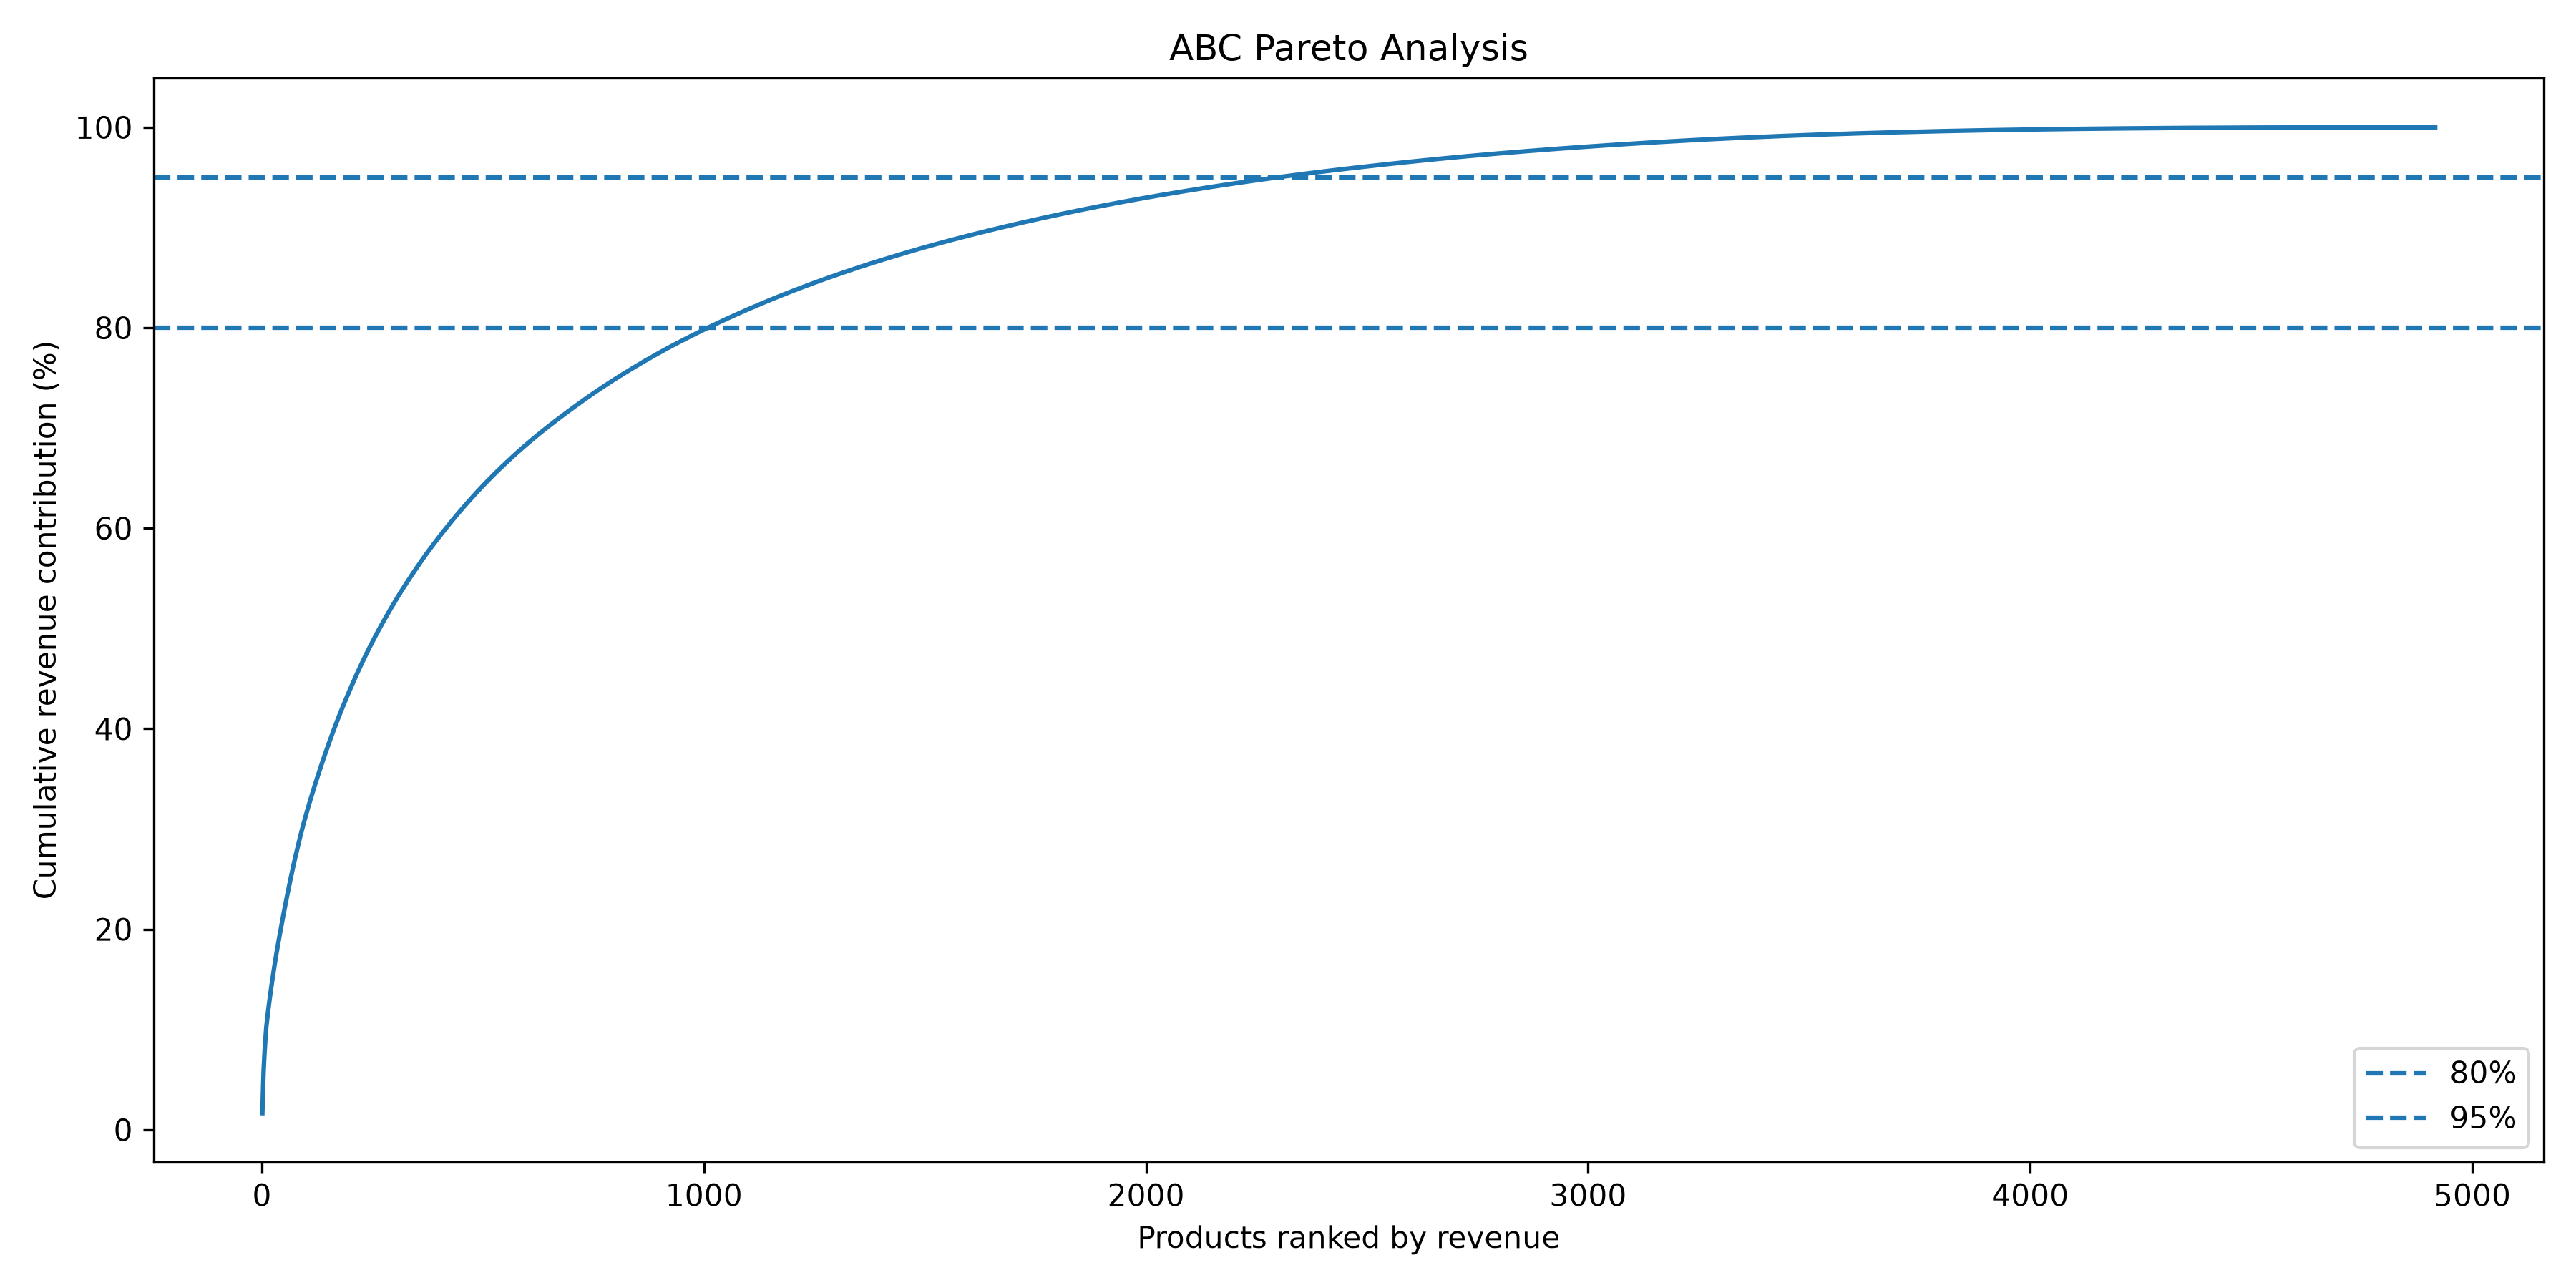 ABC Pareto Analysis
Cumulative revenue contribution (%)
100
80
60
40
20
0
80%
95%
0 1000 2000 3000 4000 5000
Products ranked by revenue